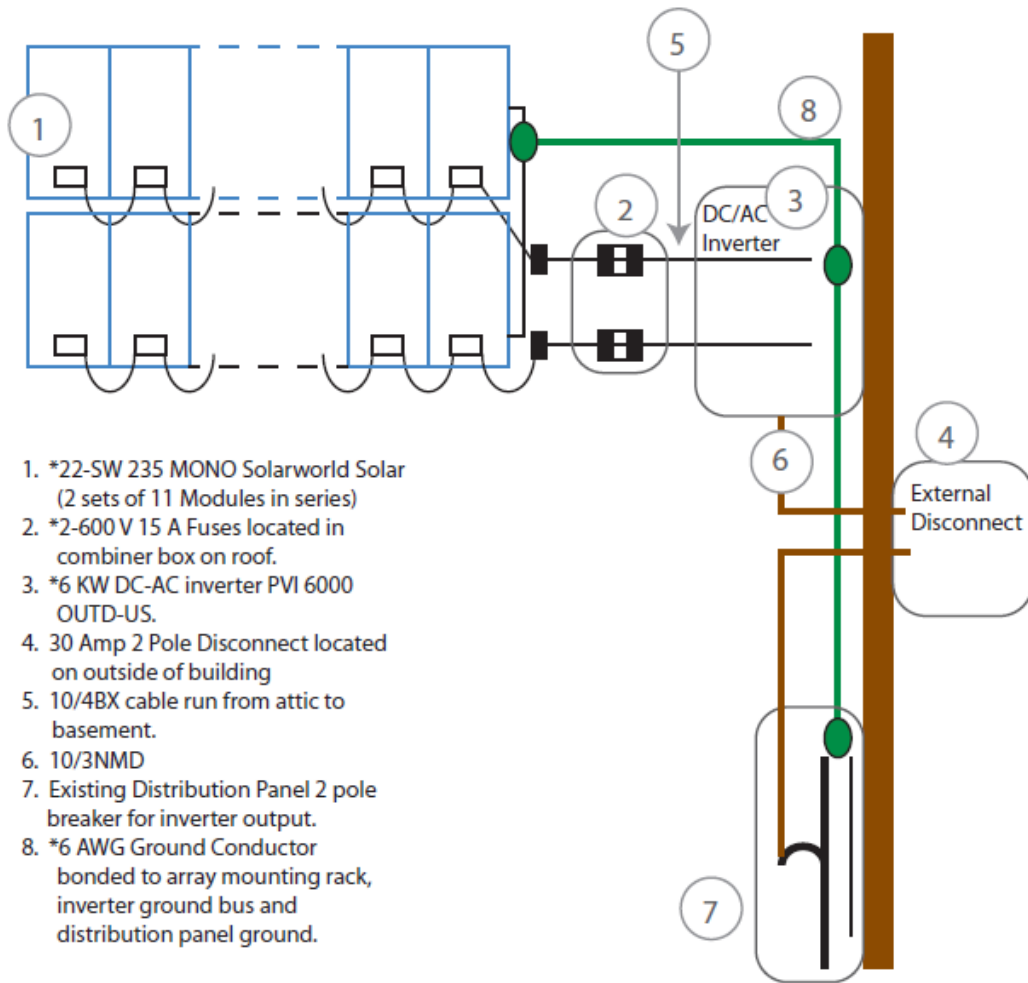 5
8
1
2
3
DC/AC
Inverter
4
6
External
Disconnect
1. *22-SW 235 MONO Solarworld Solar
(2 sets of 11 Modules in series)
2. *2-600 V 15 A Fuses located in
combiner box on roof.
3. *6 KW DC-AC inverter PVI 6000
OUTD-US.
4. 30 Amp 2 Pole Disconnect located
on outside of building
5. 10/4BX cable run from attic to
basement.
6. 10/3NMD
7. Existing Distribution Panel 2 pole
breaker for inverter output.
8. *6 AWG Ground Conductor
bonded to array mounting rack,
inverter ground bus and
distribution panel ground.
7